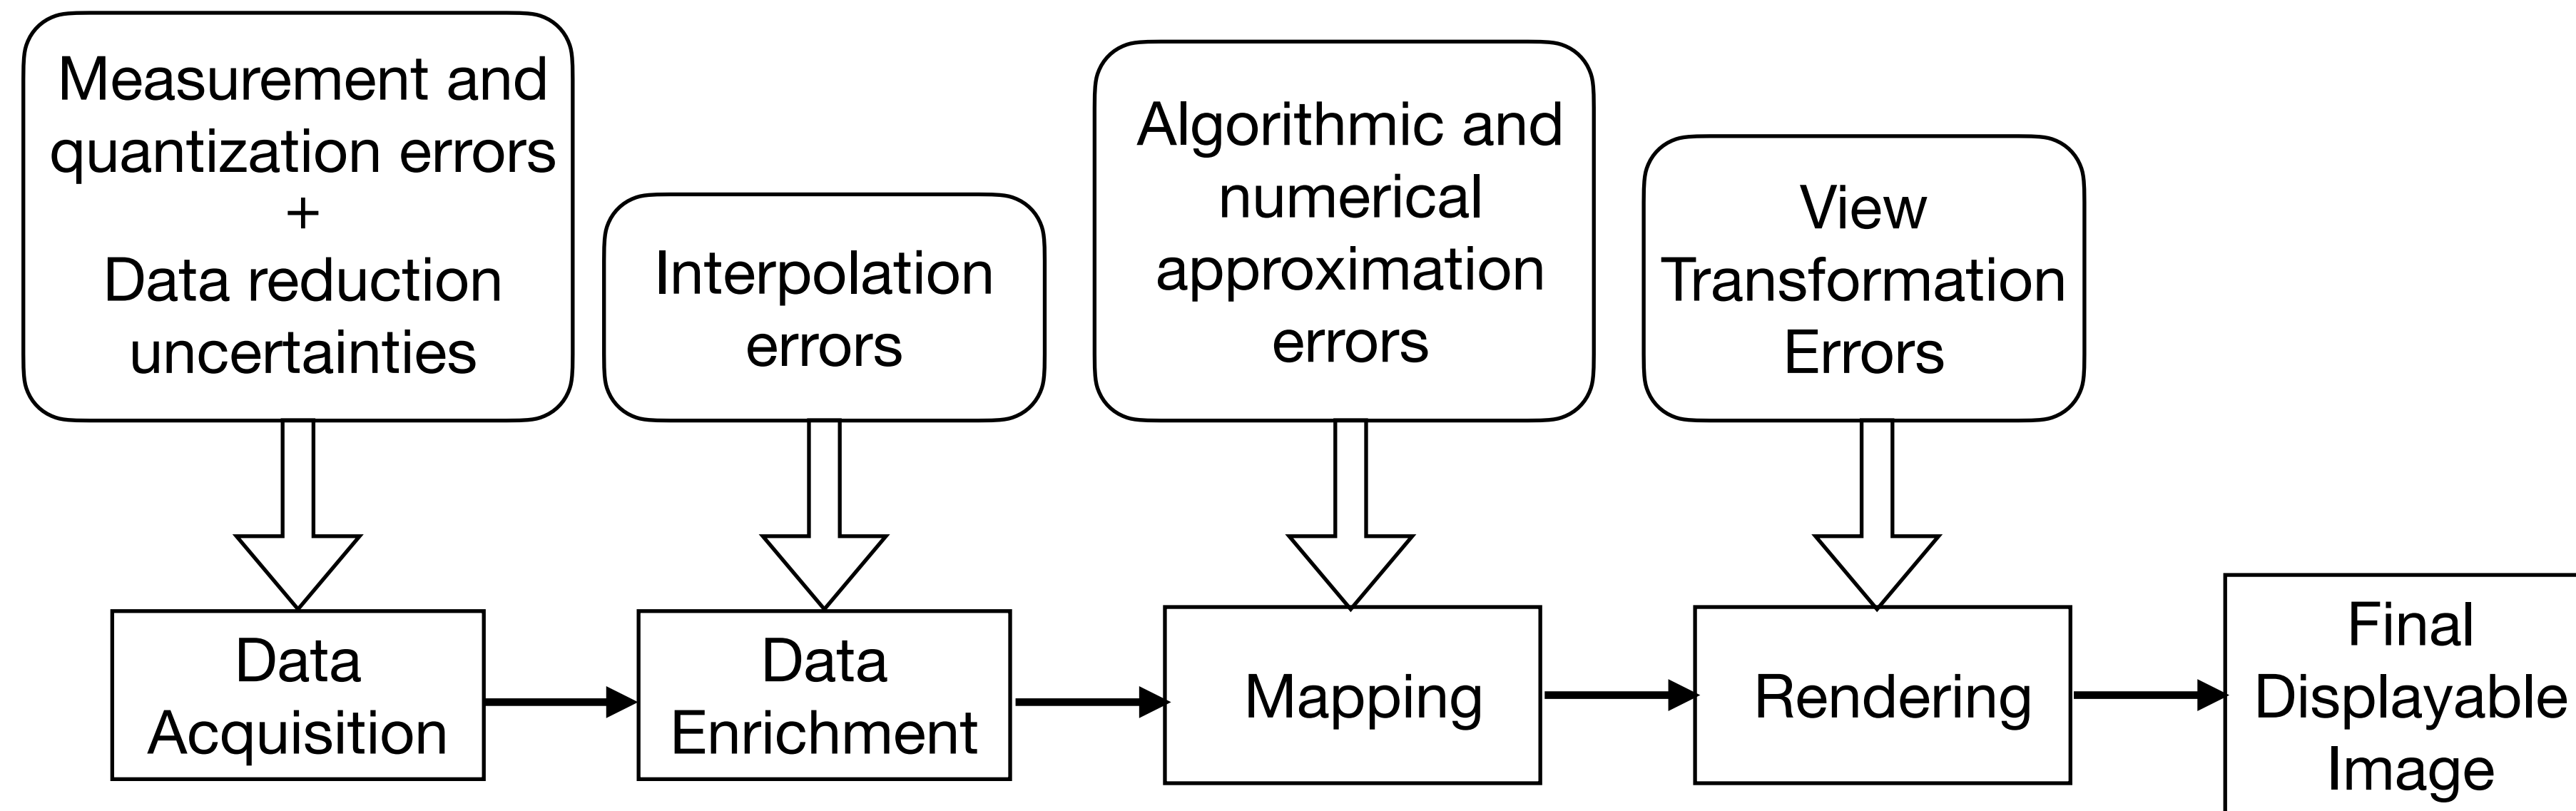 Measurement and
quantization errors
+
Data reduction
uncertainties
Interpolation
errors
Algorithmic and
numerical
approximation
errors
View
Transformation
Errors
Data
Acquisition
Data
Enrichment
Mapping
Rendering
Final
Displayable
Image